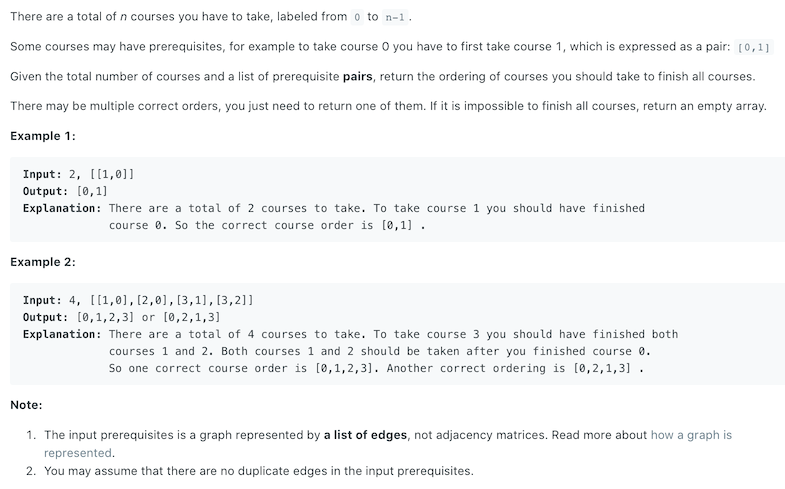 There are a total of n courses you have to take, labeled from 0 to n-1.
Some courses may have prerequisites, for example to take course 0 you have to first take course 1, which is expressed as a pair: [0,1]
Given the total number of courses and a list of prerequisite pairs, return the ordering of courses you should take to finish all courses.
There may be multiple correct orders, you just need to return one of them. If it is impossible to finish all courses, return an empty array.
Example 1:
Input: 2, [[1,0]]
Output: [0,1]
Explanation: There are a total of 2 courses to take. To take course 1 you should have finished
course 0. So the correct course order is [0,1] .
Example 2:
Input: 4, [[1,0],[2,0],[3,1],[3,2]]
Output: [0,1,2,3] or [0,2,1,3]
Explanation: There are a total of 4 courses to take. To take course 3 you should have finished both
courses 1 and 2. Both courses 1 and 2 should be taken after you finished course 0.
So one correct course order is [0,1,2,3]. Another correct ordering is [0,2,1,3] .
Note:
1. The input prerequisites is a graph represented by a list of edges, not adjacency matrices. Read more about how a graph is
represented.
2. You may assume that there are no duplicate edges in the input prerequisites.